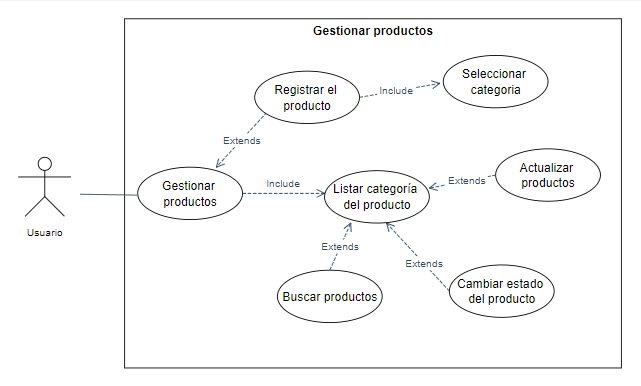 Gestionar productos
Registrar el
producto
Include
Seleccionar
categoria
Extends
Gestionar
productos
Include
Listar categoría
del producto
Extends
Actualizar
productos
Usuario
Extends
Extends
Buscar productos
Cambiar estado
del producto